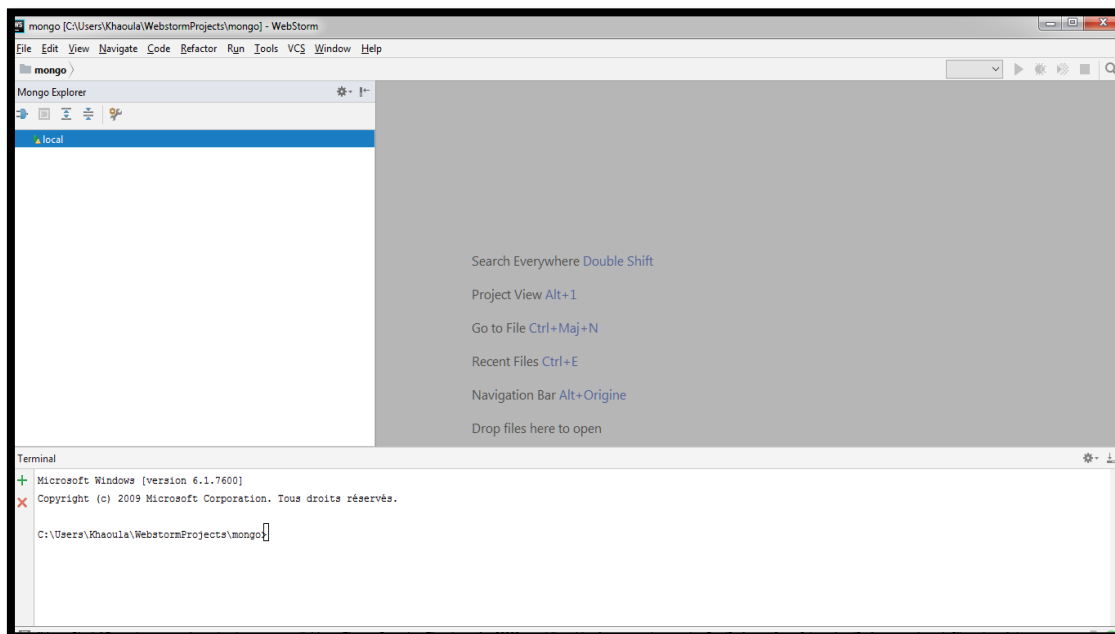 WS mongo [C:\Users\Khaoula\WebstormProjects\mongo] - WebStorm
File Edit View Navigate Code Refactor Run Tools VCS Window Help
mongo
Mongo Explorer
local
Search Everywhere Double Shift
Project View Alt+1
Go to File Ctrl+Maj+N
Recent Files Ctrl+E
Navigation Bar Alt+Origine
Drop files here to open
Terminal
Microsoft Windows [version 6.1.7600]
Copyright (c) 2009 Microsoft Corporation. Tous droits réservés.
C:\Users\Khaoula\WebstormProjects\mongo>